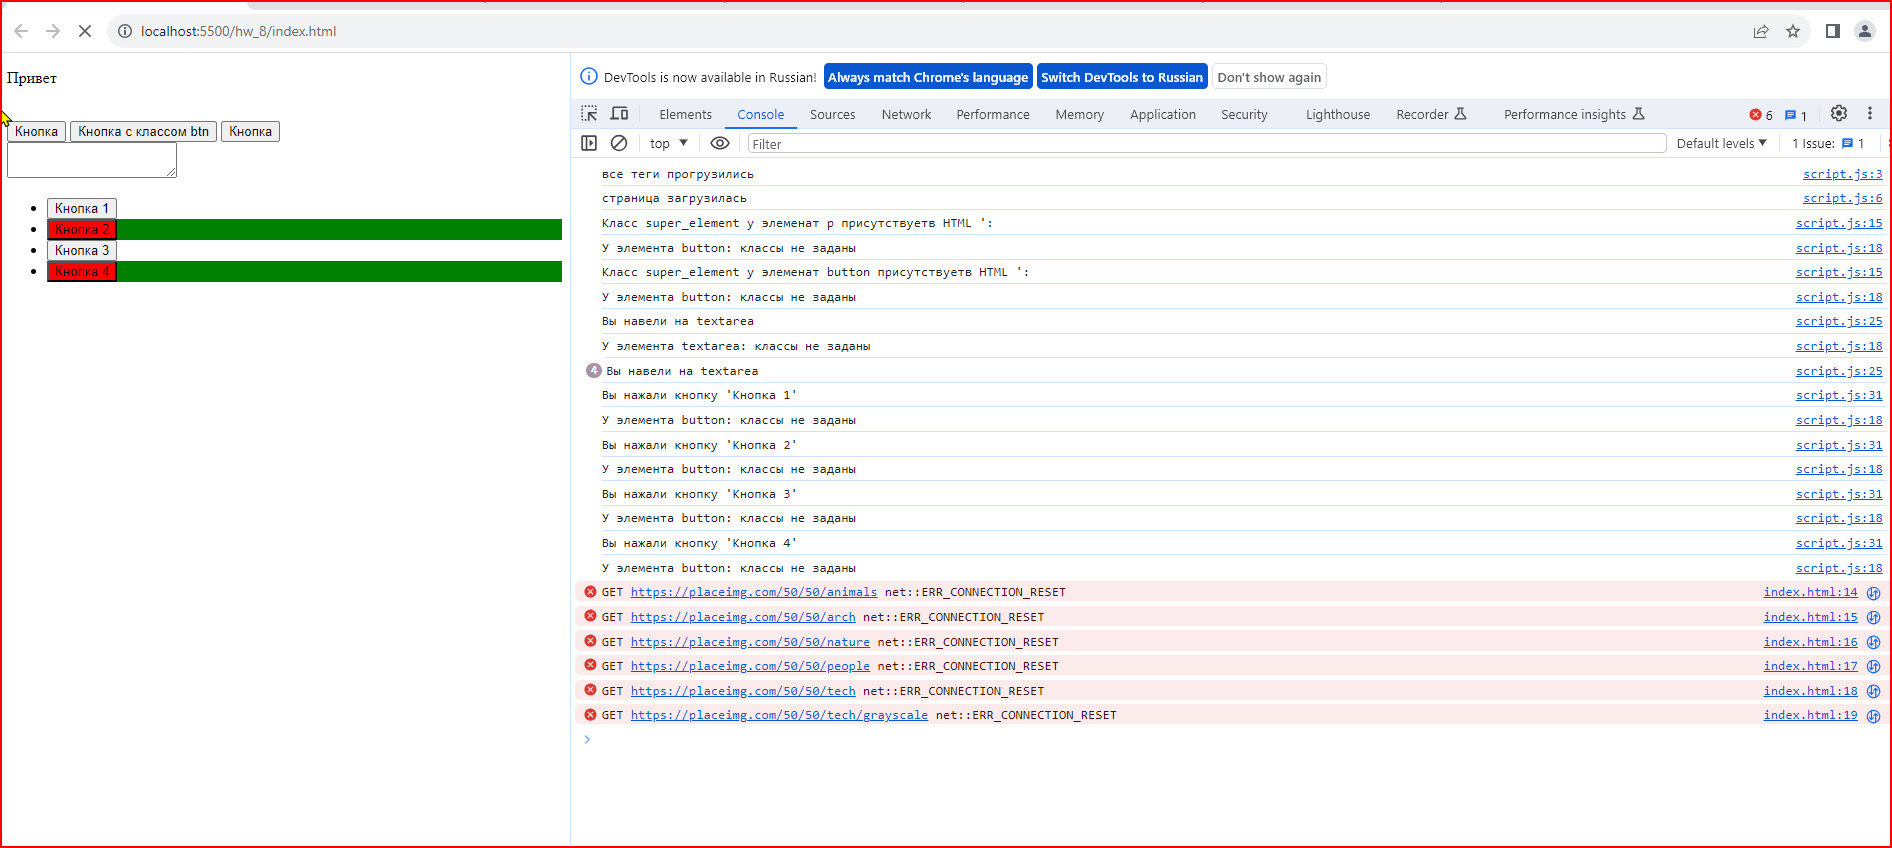 localhost:5500/hw_8/index.html
Привет
Кнопка Кнопка с классом btn Кнопка
Кнопка 1
Кнопка 2
Кнопка 3
Кнопка 4
DevTools is now available in Russian! Always match Chrome's language Switch DevTools to Russian Don't show again
Elements Console Sources Network Performance Memory Application Security Lighthouse Recorder Performance insights 6 1
top Filter Default levels 1 Issue: 1
все теги прогрузились script.js:3
страница загрузилась script.js:6
Класс super_element у элеменат p присутствуетв HTML ': script.js:15
У элемента button: классы не заданы script.js:18
Класс super_element у элеменат button присутствуетв HTML ': script.js:15
У элемента button: классы не заданы script.js:18
Вы навели на textarea script.js:25
У элемента textarea: классы не заданы script.js:18
4 Вы навели на textarea script.js:25
Вы нажали кнопку 'Кнопка 1' script.js:31
У элемента button: классы не заданы script.js:18
Вы нажали кнопку 'Кнопка 2' script.js:31
У элемента button: классы не заданы script.js:18
Вы нажали кнопку 'Кнопка 3' script.js:31
У элемента button: классы не заданы script.js:18
Вы нажали кнопку 'Кнопка 4' script.js:31
У элемента button: классы не заданы script.js:18
GET https://placeimg.com/50/50/animals net::ERR_CONNECTION_RESET index.html:14
GET https://placeimg.com/50/50/arch net::ERR_CONNECTION_RESET index.html:15
GET https://placeimg.com/50/50/nature net::ERR_CONNECTION_RESET index.html:16
GET https://placeimg.com/50/50/people net::ERR_CONNECTION_RESET index.html:17
GET https://placeimg.com/50/50/tech net::ERR_CONNECTION_RESET index.html:18
GET https://placeimg.com/50/50/tech/grayscale net::ERR_CONNECTION_RESET index.html:19